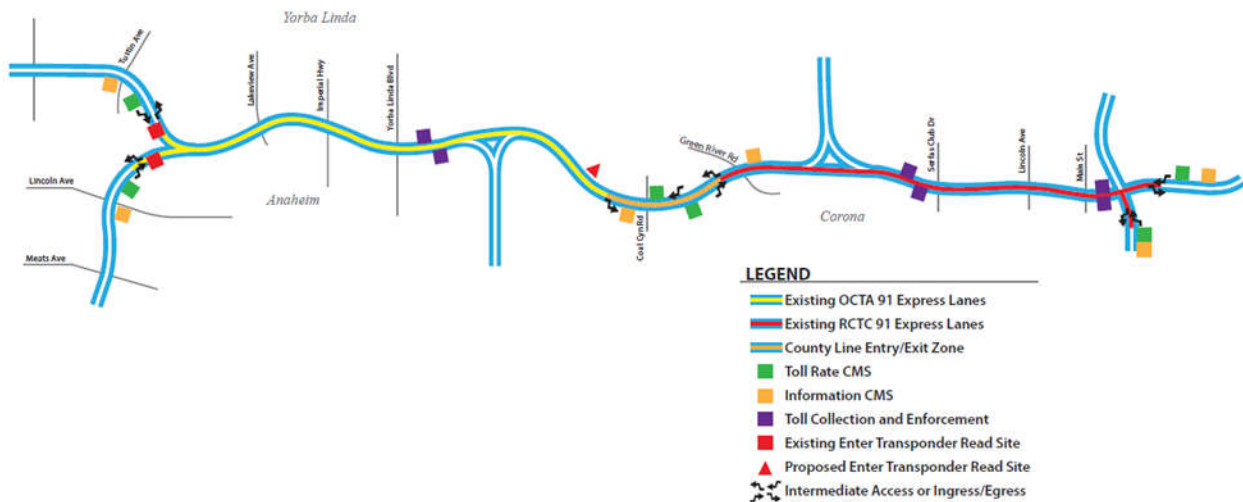 Yorba Linda
Tustin Ave
Lakeview Ave
Imperial Hwy
Yorba Linda Blvd
Green River Rd
Serfas Club Dr
Lincoln Ave
Main St
Lincoln Ave
Anaheim
Coal Cyn Rd
Corona
Meats Ave
LEGEND
Existing OCTA 91 Express Lanes
Existing RCTC 91 Express Lanes
County Line Entry/Exit Zone
Toll Rate CMS
Information CMS
Toll Collection and Enforcement
Existing Enter Transponder Read Site
Proposed Enter Transponder Read Site
Intermediate Access or Ingress/Egress